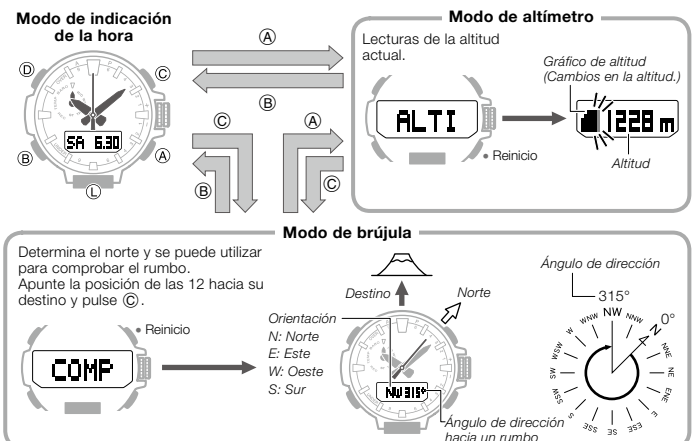 Modo de indicación
de la hora
D
C
B
A
L
SA 6.30
A
B
C
A
B
C
Modo de altímetro
Lecturas de la altitud
actual.
Gráfico de altitud
(Cambios en la altitud.)
ALTI
1228 m
• Reinicio
Altitud
Modo de brújula
Determina el norte y se puede utilizar
para comprobar el rumbo.
Apunte la posición de las 12 hacia su
destino y pulse C.
• Reinicio
COMP
Destino
Norte
Orientación
N: Norte
E: Este
W: Oeste
S: Sur
NW 315°
Ángulo de dirección
hacia un rumbo
Ángulo de dirección
315°
0°
NW
NNW
N
NNE
NE
ENE
E
ESE
SE
SSE
S
SSW
SW
WSW
W
WNW